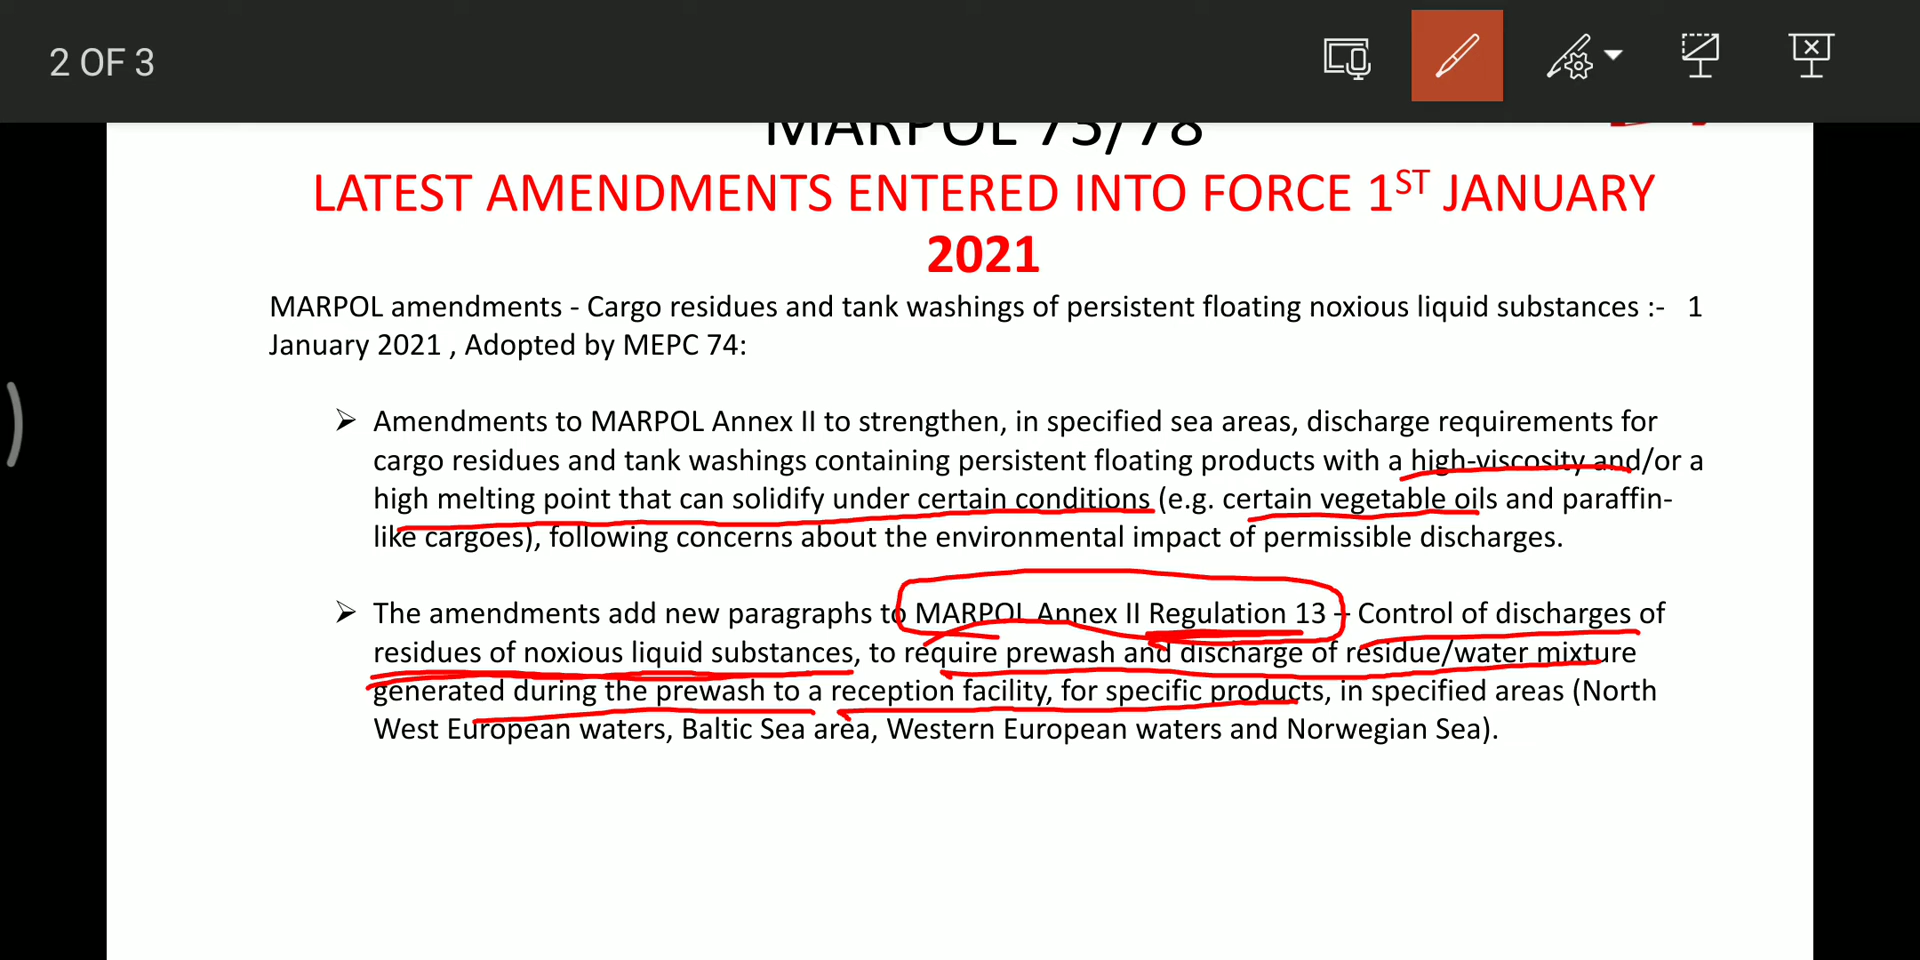 2 OF 3
MARPOL 73/78
LATEST AMENDMENTS ENTERED INTO FORCE 1ST JANUARY
2021
MARPOL amendments - Cargo residues and tank washings of persistent floating noxious liquid substances :- 1
January 2021 , Adopted by MEPC 74:
➢ Amendments to MARPOL Annex II to strengthen, in specified sea areas, discharge requirements for
cargo residues and tank washings containing persistent floating products with a high-viscosity and/or a
high melting point that can solidify under certain conditions (e.g. certain vegetable oils and paraffin-
like cargoes), following concerns about the environmental impact of permissible discharges.
➢ The amendments add new paragraphs to MARPOL Annex II Regulation 13 – Control of discharges of
residues of noxious liquid substances, to require prewash and discharge of residue/water mixture
generated during the prewash to a reception facility, for specific products, in specified areas (North
West European waters, Baltic Sea area, Western European waters and Norwegian Sea).